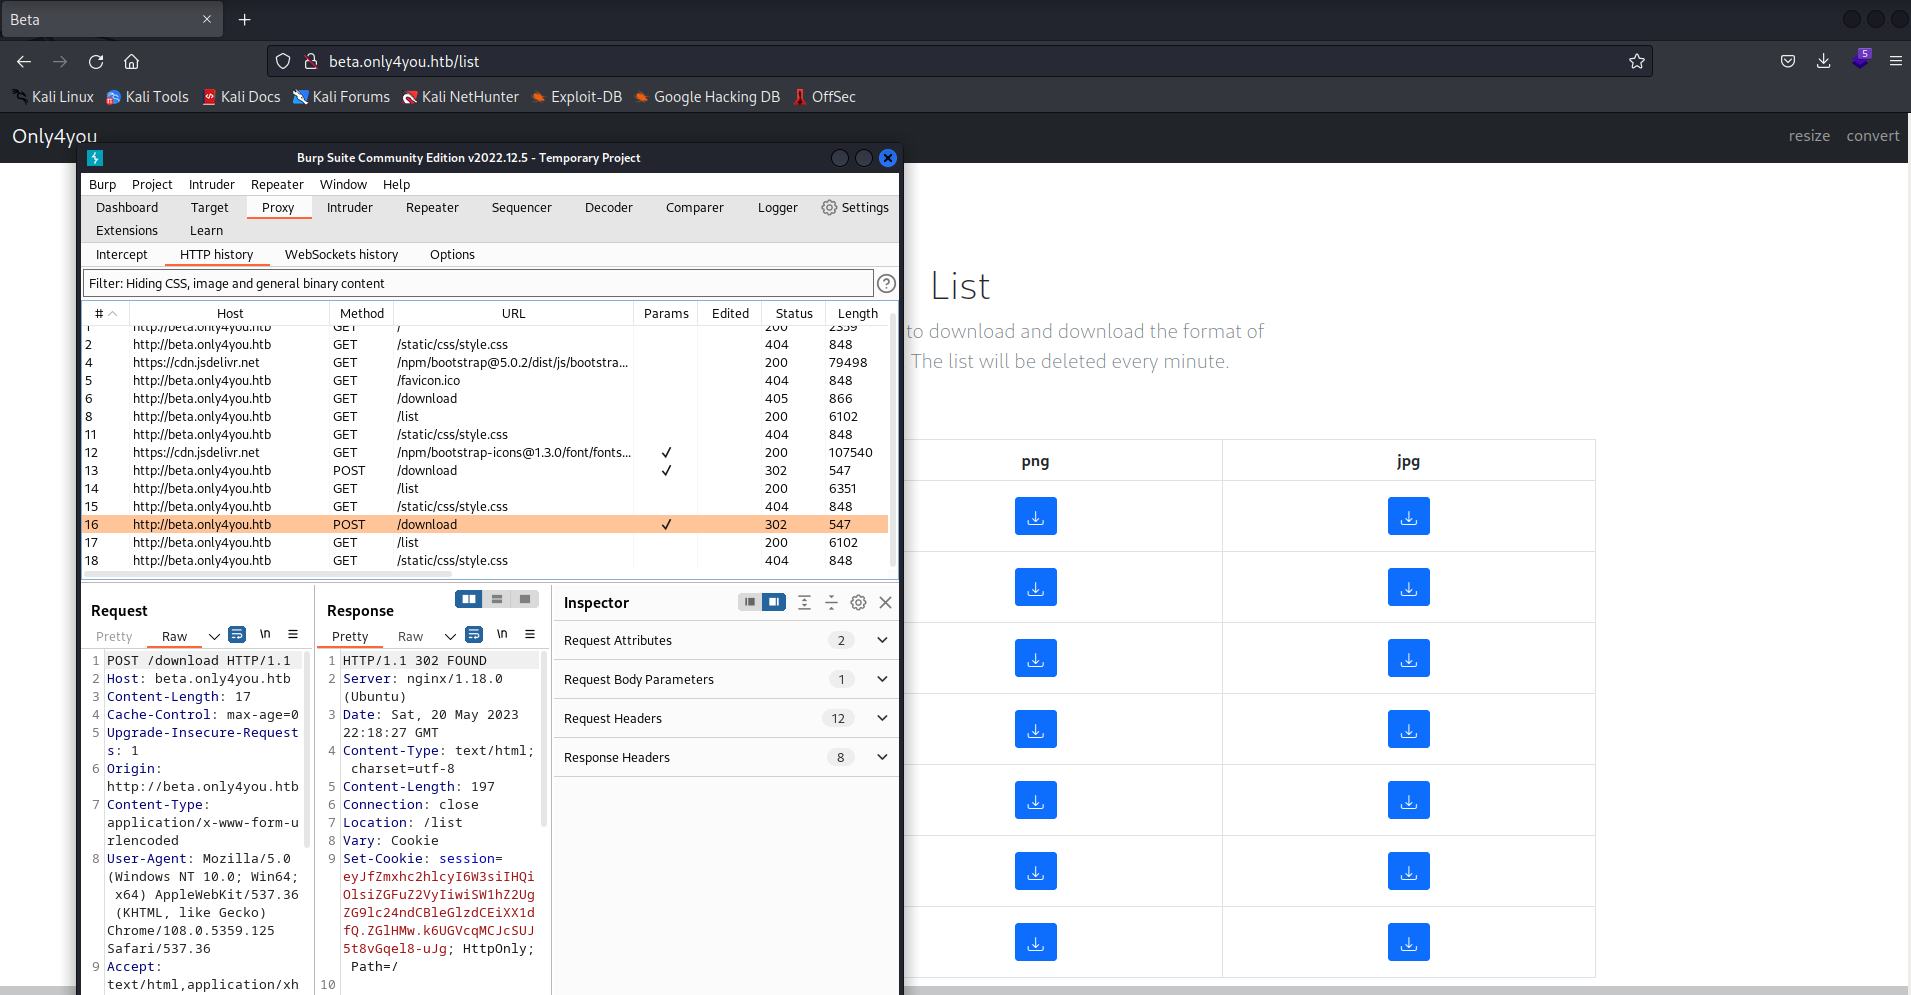 Beta
beta.only4you.htb/list
5
Kali Linux Kali Tools Kali Docs Kali Forums Kali NetHunter Exploit-DB Google Hacking DB OffSec
Only4you
resize convert
Burp Suite Community Edition v2022.12.5 - Temporary Project
Burp Project Intruder Repeater Window Help
Dashboard Target Proxy Intruder Repeater Sequencer Decoder Comparer Logger Settings
Extensions Learn
Intercept HTTP history WebSockets history Options
Filter: Hiding CSS, image and general binary content
# Host Method URL Params Edited Status Length
1 http://beta.only4you.htb GET / 200 2359
2 http://beta.only4you.htb GET /static/css/style.css 404 848
4 https://cdn.jsdelivr.net GET /npm/bootstrap@5.0.2/dist/js/bootstra... 200 79498
5 http://beta.only4you.htb GET /favicon.ico 404 848
6 http://beta.only4you.htb GET /download 405 866
8 http://beta.only4you.htb GET /list 200 6102
11 http://beta.only4you.htb GET /static/css/style.css 404 848
12 https://cdn.jsdelivr.net GET /npm/bootstrap-icons@1.3.0/font/fonts... ✓ 200 107540
13 http://beta.only4you.htb POST /download ✓ 302 547
14 http://beta.only4you.htb GET /list 200 6351
15 http://beta.only4you.htb GET /static/css/style.css 404 848
16 http://beta.only4you.htb POST /download ✓ 302 547
17 http://beta.only4you.htb GET /list 200 6102
18 http://beta.only4you.htb GET /static/css/style.css 404 848
Request
Pretty Raw \n
1 POST /download HTTP/1.1
2 Host: beta.only4you.htb
3 Content-Length: 17
4 Cache-Control: max-age=0
5 Upgrade-Insecure-Request
s: 1
6 Origin:
http://beta.only4you.htb
7 Content-Type:
application/x-www-form-u
rlencoded
8 User-Agent: Mozilla/5.0
(Windows NT 10.0; Win64;
x64) AppleWebKit/537.36
(KHTML, like Gecko)
Chrome/108.0.5359.125
Safari/537.36
9 Accept:
text/html,application/xh
Response
Pretty Raw \n
1 HTTP/1.1 302 FOUND
2 Server: nginx/1.18.0
(Ubuntu)
3 Date: Sat, 20 May 2023
22:18:27 GMT
4 Content-Type: text/html;
charset=utf-8
5 Content-Length: 197
6 Connection: close
7 Location: /list
8 Vary: Cookie
9 Set-Cookie: session=
eyJfZmxhc2hlcyI6W3siIHQi
OlsiZGFuZ2VyIiwiSW1hZ2Ug
ZG9lc24ndCBleGlzdCEiXX1d
fQ.ZGlHMw.k6UGVcqMCJcSUJ
5t8vGqel8-uJg; HttpOnly;
Path=/
10
Inspector
Request Attributes 2
Request Body Parameters 1
Request Headers 12
Response Headers 8
List
to download and download the format of
The list will be deleted every minute.
png jpg